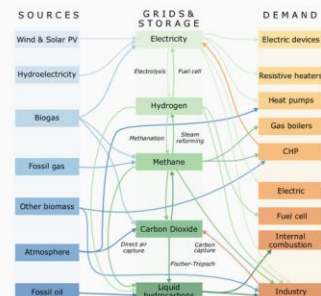 SOURCES
GRIDS &
STORAGE
DEMAND
Wind & Solar PV
Hydroelectricity
Biogas
Fossil gas
Other biomass
Atmosphere
Fossil oil
Electricity
Electrolysis
Fuel cell
Hydrogen
Methanation
Steam
reforming
Methane
Carbon Dioxide
Direct air
capture
Carbon
capture
Fischer-Tropsch
Liquid
hydrocarbons
Electric devices
Resistive heaters
Heat pumps
Gas boilers
CHP
Electric
Fuel cell
Internal
combustion
Industry